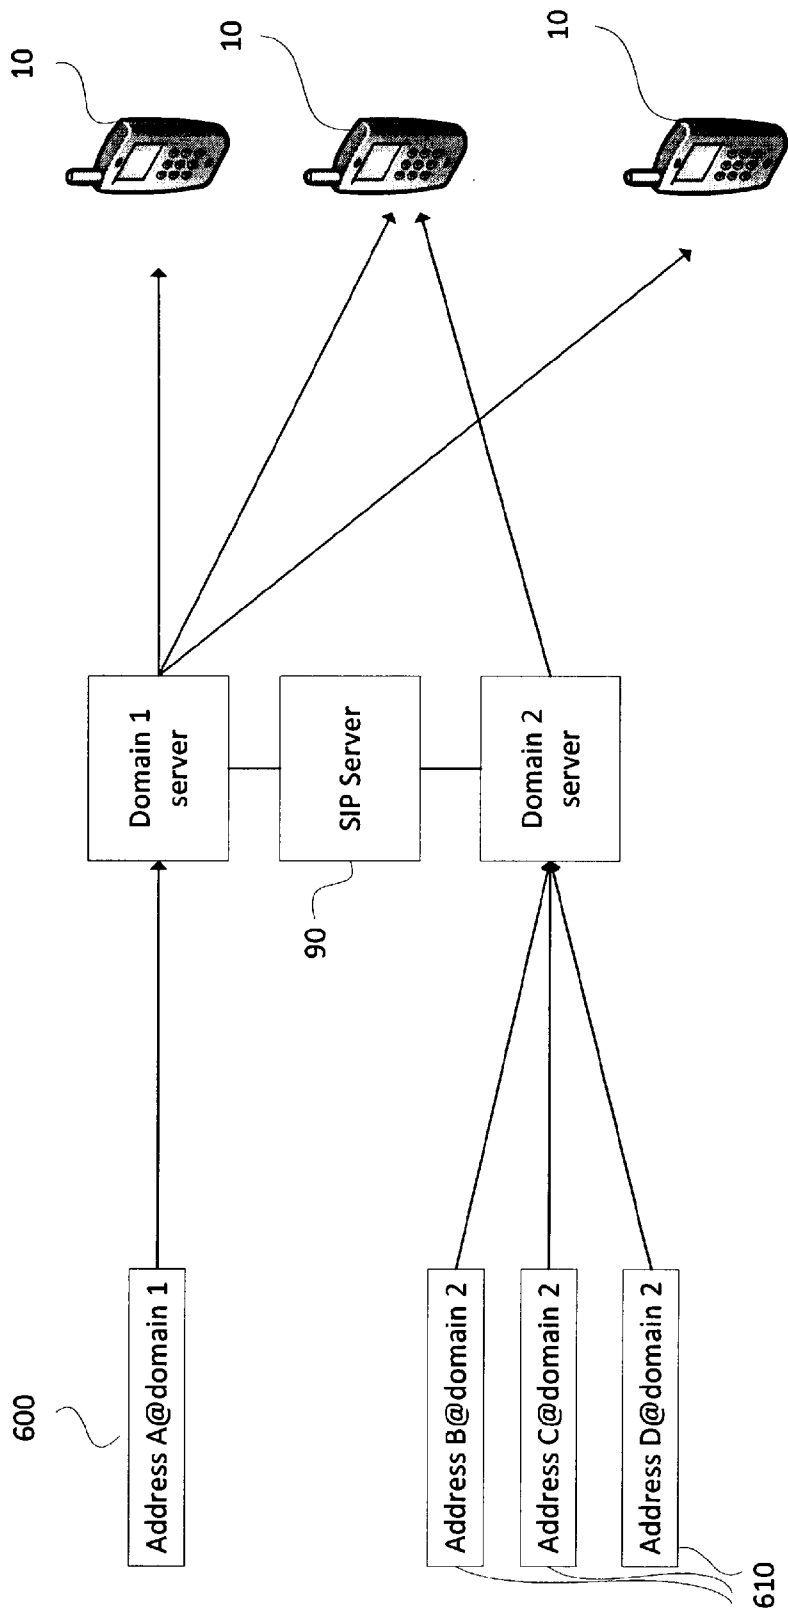 600
Address A@domain 1
Domain 1
server
10
90
SIP Server
10
Address B@domain 2
Address C@domain 2
Address D@domain 2
610
Domain 2
server
10